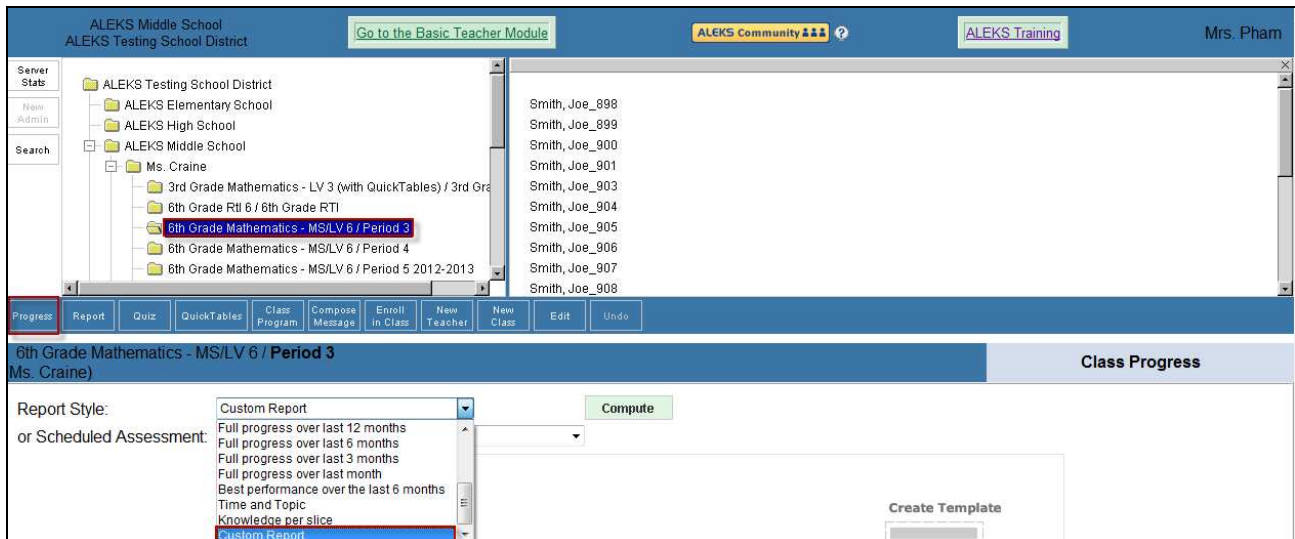 ALEKS Middle School
ALEKS Testing School District
Go to the Basic Teacher Module
ALEKS Community
?
ALEKS Training
Mrs. Pham
Server Stats
New Admin
Search
ALEKS Testing School District
ALEKS Elementary School
ALEKS High School
ALEKS Middle School
Ms. Craine
3rd Grade Mathematics - LV 3 (with QuickTables) / 3rd Gra
6th Grade RtI 6 / 6th Grade RTI
6th Grade Mathematics - MS/LV 6 / Period 3
6th Grade Mathematics - MS/LV 6 / Period 4
6th Grade Mathematics - MS/LV 6 / Period 5 2012-2013
Smith, Joe_898
Smith, Joe_899
Smith, Joe_900
Smith, Joe_901
Smith, Joe_903
Smith, Joe_904
Smith, Joe_905
Smith, Joe_906
Smith, Joe_907
Smith, Joe_908
Progress
Report
Quiz
QuickTables
Class Program
Compose Message
Enroll in Class
New Teacher
New Class
Edit
Undo
6th Grade Mathematics - MS/LV 6 / Period 3
Ms. Craine)
Class Progress
Report Style:
Custom Report
Compute
or Scheduled Assessment:
Full progress over last 12 months
Full progress over last 6 months
Full progress over last 3 months
Full progress over last month
Best performance over the last 6 months
Time and Topic
Knowledge per slice
Custom Report
Create Template